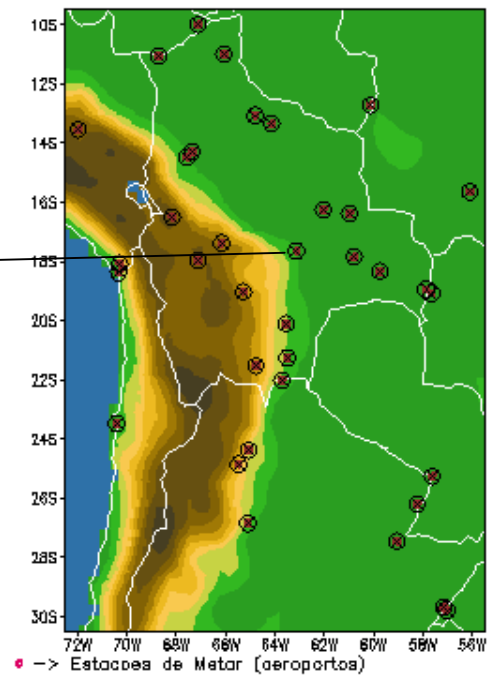 10S
12S
14S
16S
18S
20S
22S
24S
26S
28S
30S
72W 70W 68W 66W 64W 62W 60W 58W 56W
-> Estacoes de Metar (aeroportos)